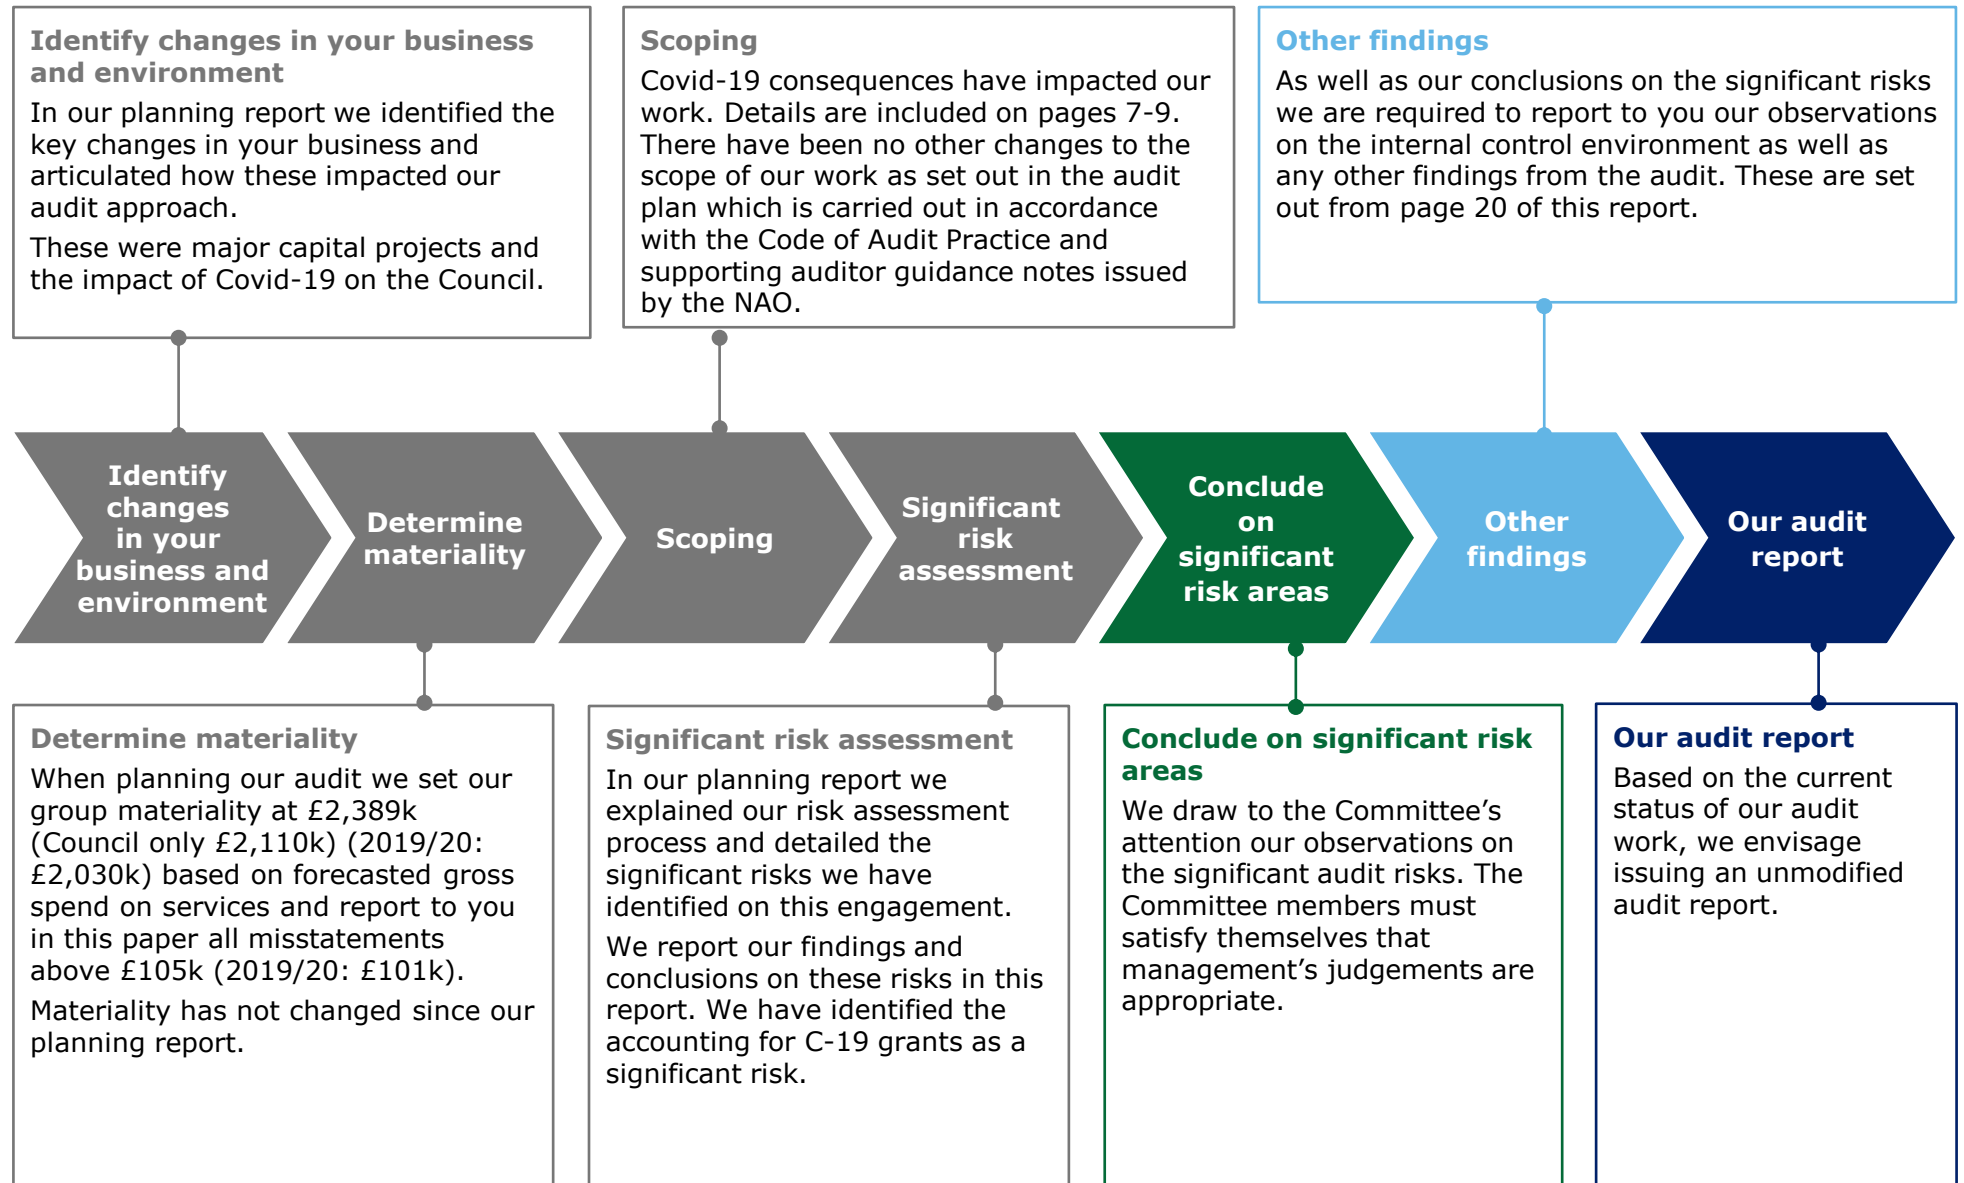 Identify changes in your business
and environment
In our planning report we identified the
key changes in your business and
articulated how these impacted our
audit approach.
These were major capital projects and
the impact of Covid-19 on the Council.
Scoping
Covid-19 consequences have impacted our
work. Details are included on pages 7-9.
There have been no other changes to the
scope of our work as set out in the audit
plan which is carried out in accordance
with the Code of Audit Practice and
supporting auditor guidance notes issued
by the NAO.
Other findings
As well as our conclusions on the significant risks
we are required to report to you our observations
on the internal control environment as well as
any other findings from the audit. These are set
out from page 20 of this report.
Identify
changes
in your
business and
environment
Determine
materiality
Scoping
Significant
risk
assessment
Conclude
on
significant
risk areas
Other
findings
Our audit
report
Determine materiality
When planning our audit we set our
group materiality at £2,389k
(Council only £2,110k) (2019/20:
£2,030k) based on forecasted gross
spend on services and report to you
in this paper all misstatements
above £105k (2019/20: £101k).
Materiality has not changed since our
planning report.
Significant risk assessment
In our planning report we
explained our risk assessment
process and detailed the
significant risks we have
identified on this engagement.
We report our findings and
conclusions on these risks in this
report. We have identified the
accounting for C-19 grants as a
significant risk.
Conclude on significant risk
areas
We draw to the Committee’s
attention our observations on
the significant audit risks. The
Committee members must
satisfy themselves that
management’s judgements are
appropriate.
Our audit report
Based on the current
status of our audit
work, we envisage
issuing an unmodified
audit report.